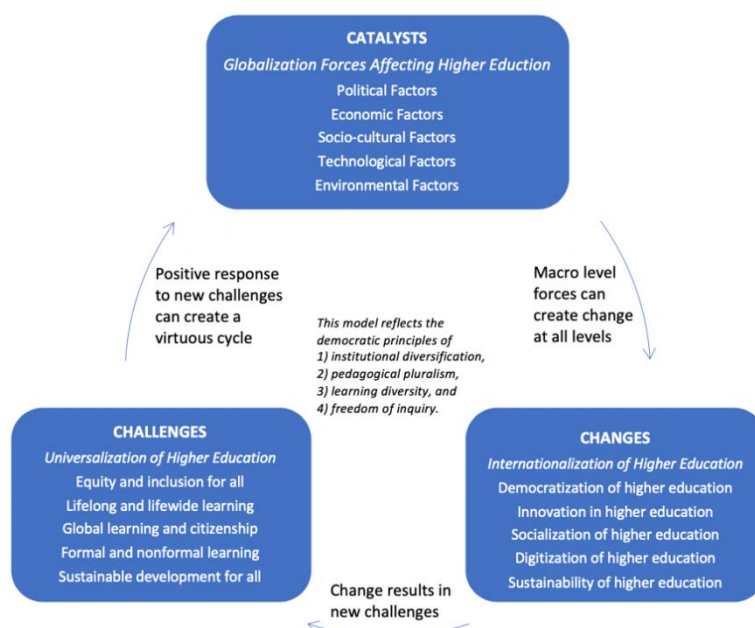 CATALYSTS
Globalization Forces Affecting Higher Eduction
Political Factors
Economic Factors
Socio-cultural Factors
Technological Factors
Environmental Factors
Positive response
to new challenges
can create a
virtuous cycle
Macro level
forces can
create change
at all levels
This model reflects the
democratic principles of
1) institutional diversification,
2) pedagogical pluralism,
3) learning diversity, and
4) freedom of inquiry.
CHALLENGES
Universalization of Higher Education
Equity and inclusion for all
Lifelong and lifewide learning
Global learning and citizenship
Formal and nonformal learning
Sustainable development for all
CHANGES
Internationalization of Higher Education
Democratization of higher education
Innovation in higher education
Socialization of higher education
Digitization of higher education
Sustainability of higher education
Change results in
new challenges